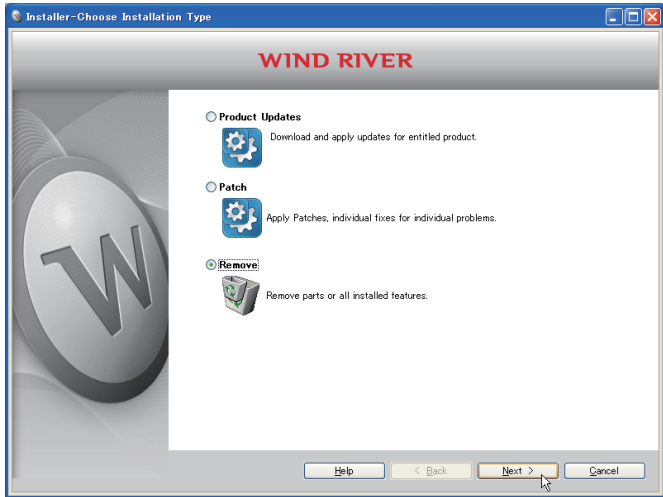 Installer-Choose Installation Type
WIND RIVER
Product Updates
Download and apply updates for entitled product.
Patch
Apply Patches, individual fixes for individual problems.
Remove
Remove parts or all installed features.
W
Help
< Back
Next >
Cancel